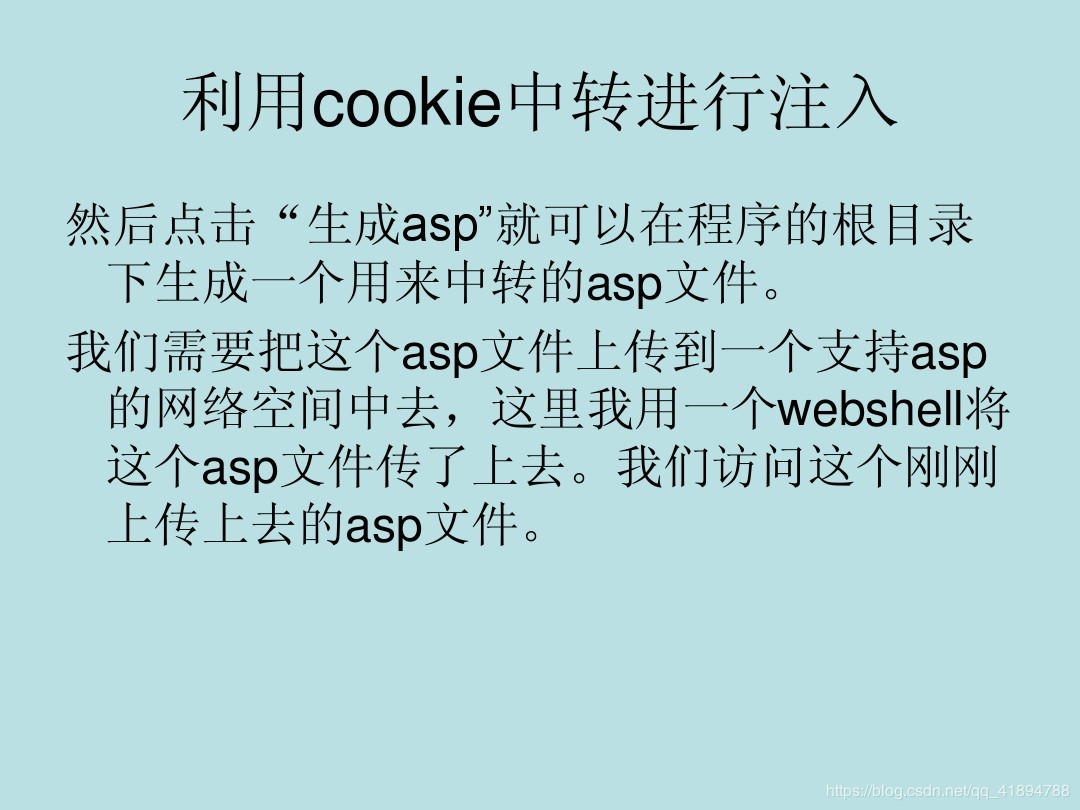 利用cookie中转进行注入
然后点击“生成asp”就可以在程序的根目录
下生成一个用来中转的asp文件。
我们需要把这个asp文件上传到一个支持asp
的网络空间中去，这里我用一个webshell将
这个asp文件传了上去。我们访问这个刚刚
上传上去的asp文件。
https://blog.csdn.net/qq_41894788